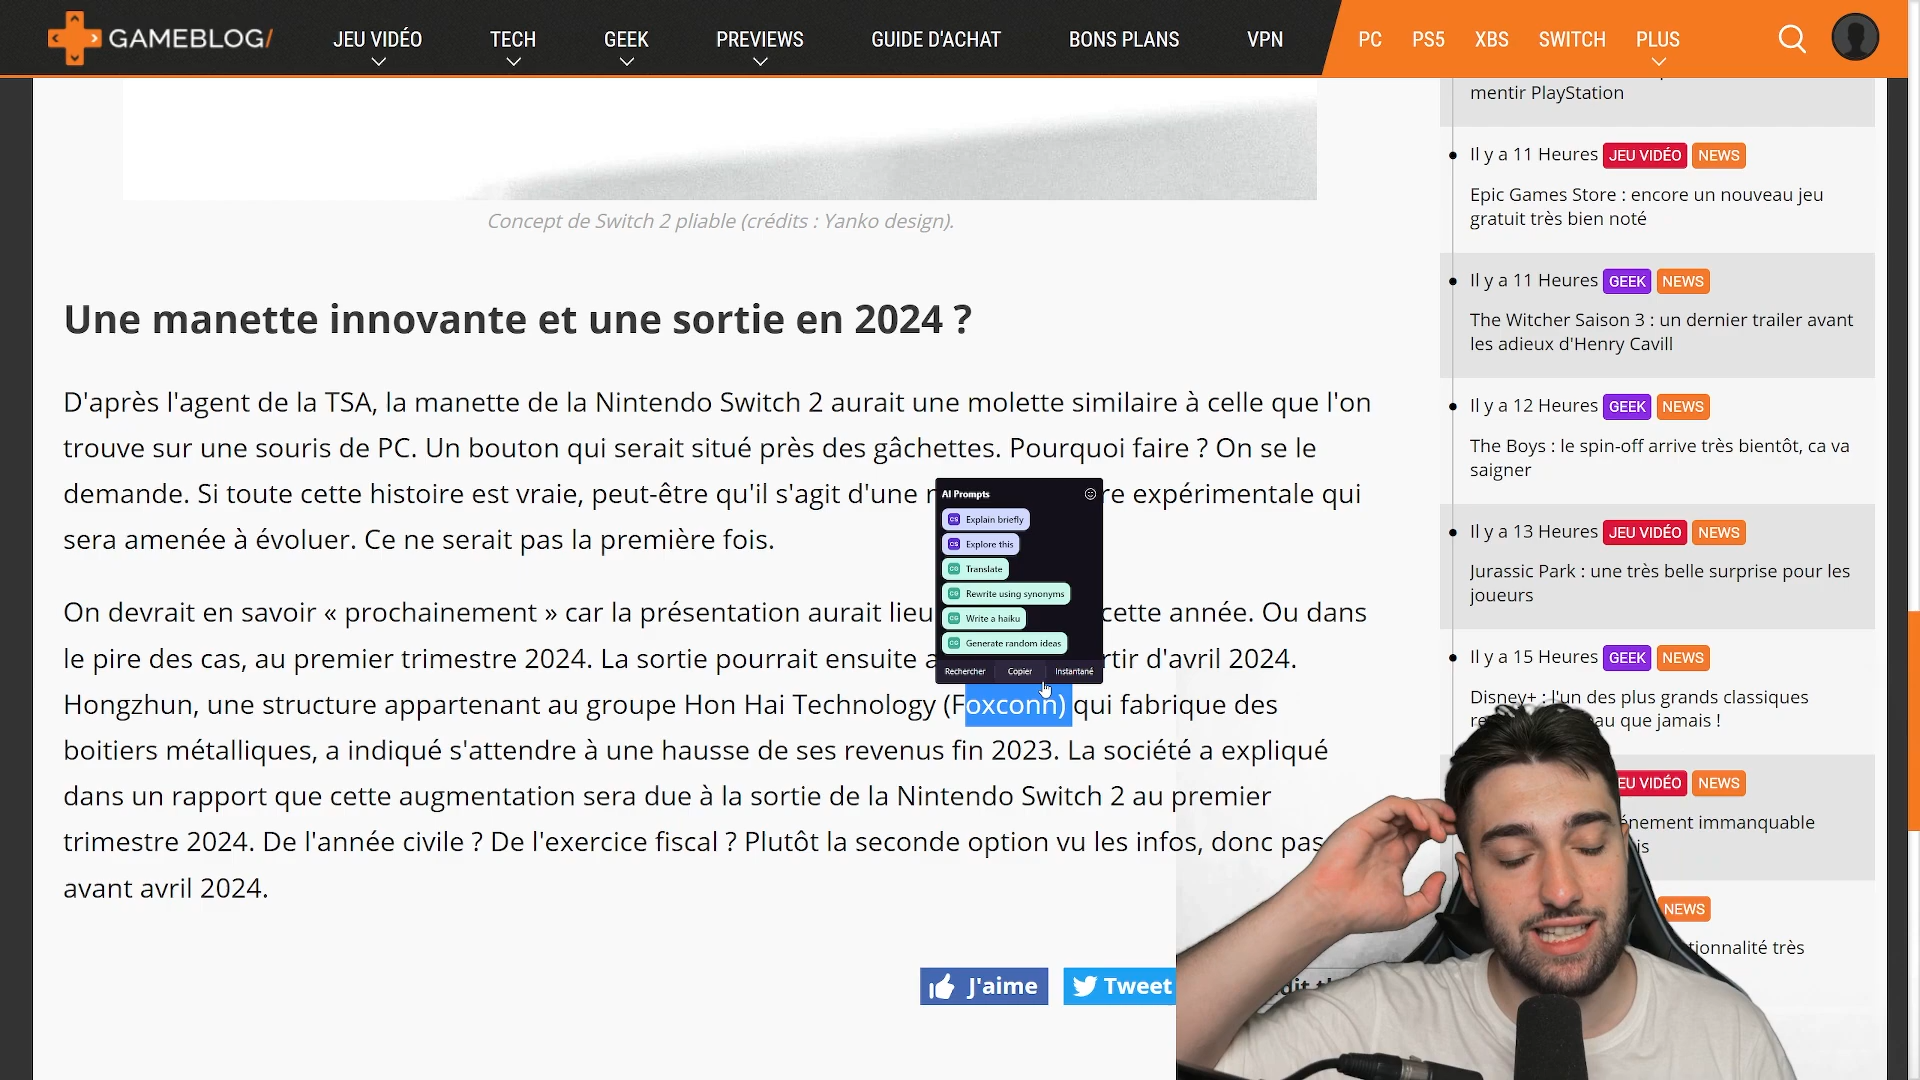 GAMEBLOG/
JEU VIDÉO
TECH
GEEK
PREVIEWS
GUIDE D'ACHAT
BONS PLANS
VPN
PC
PS5
XBS
SWITCH
PLUS
Concept de Switch 2 pliable (crédits : Yanko design).
Une manette innovante et une sortie en 2024 ?
D'après l'agent de la TSA, la manette de la Nintendo Switch 2 aurait une molette similaire à celle que l'on
trouve sur une souris de PC. Un bouton qui serait situé près des gâchettes. Pourquoi faire ? On se le
demande. Si toute cette histoire est vraie, peut-être qu'il s'agit d'une expérimentale qui
sera amenée à évoluer. Ce ne serait pas la première fois.
On devrait en savoir « prochainement » car la présentation aurait lieu cette année. Ou dans
le pire des cas, au premier trimestre 2024. La sortie pourrait ensuite d'avril 2024.
Hongzhun, une structure appartenant au groupe Hon Hai Technology (Foxconn) qui fabrique des
boitiers métalliques, a indiqué s'attendre à une hausse de ses revenus fin 2023. La société a expliqué
dans un rapport que cette augmentation sera due à la sortie de la Nintendo Switch 2 au premier
trimestre 2024. De l'année civile ? De l'exercice fiscal ? Plutôt la seconde option vu les infos, donc pas
avant avril 2024.
AI Prompts
Explain briefly
Explore this
Translate
Rewrite using synonyms
Write a haiku
Generate random ideas
Rechercher
Copier
Instantané
J'aime
Tweet
mentir PlayStation
Il y a 11 Heures JEU VIDÉO NEWS
Epic Games Store : encore un nouveau jeu
gratuit très bien noté
Il y a 11 Heures GEEK NEWS
The Witcher Saison 3 : un dernier trailer avant
les adieux d'Henry Cavill
Il y a 12 Heures GEEK NEWS
The Boys : le spin-off arrive très bientôt, ca va
saigner
Il y a 13 Heures JEU VIDÉO NEWS
Jurassic Park : une très belle surprise pour les
joueurs
Il y a 15 Heures GEEK NEWS
Disney+ : l'un des plus grands classiques
que jamais !
VIDÉO NEWS
immanquable
NEWS
très